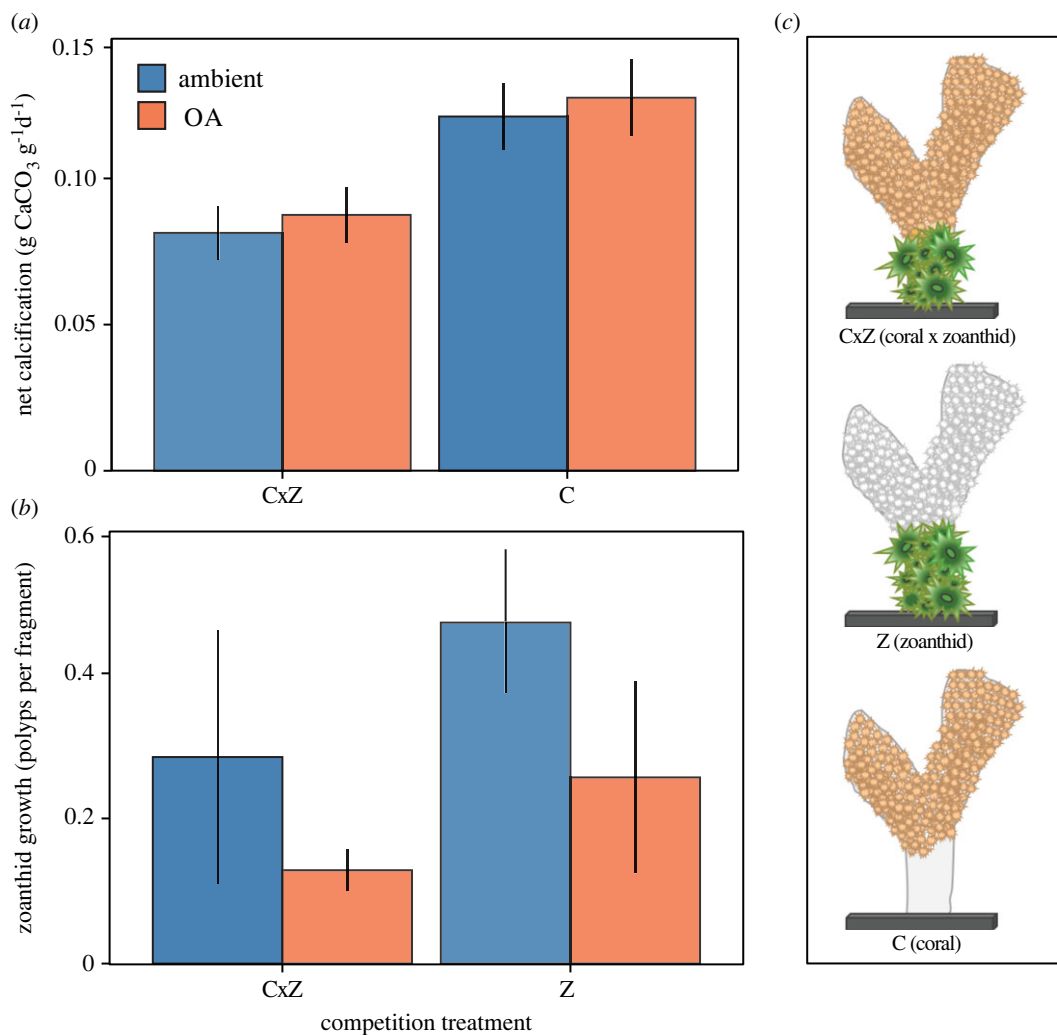 (a)
0.15
0.10
0.05
0
net calcification (g CaCO3 g-1d-1)
ambient
OA
CxZ
C
(b)
0.6
0.4
0.2
0
zoanthid growth (polyps per fragment)
CxZ
Z
competition treatment
(c)
CxZ (coral x zoanthid)
Z (zoanthid)
C (coral)